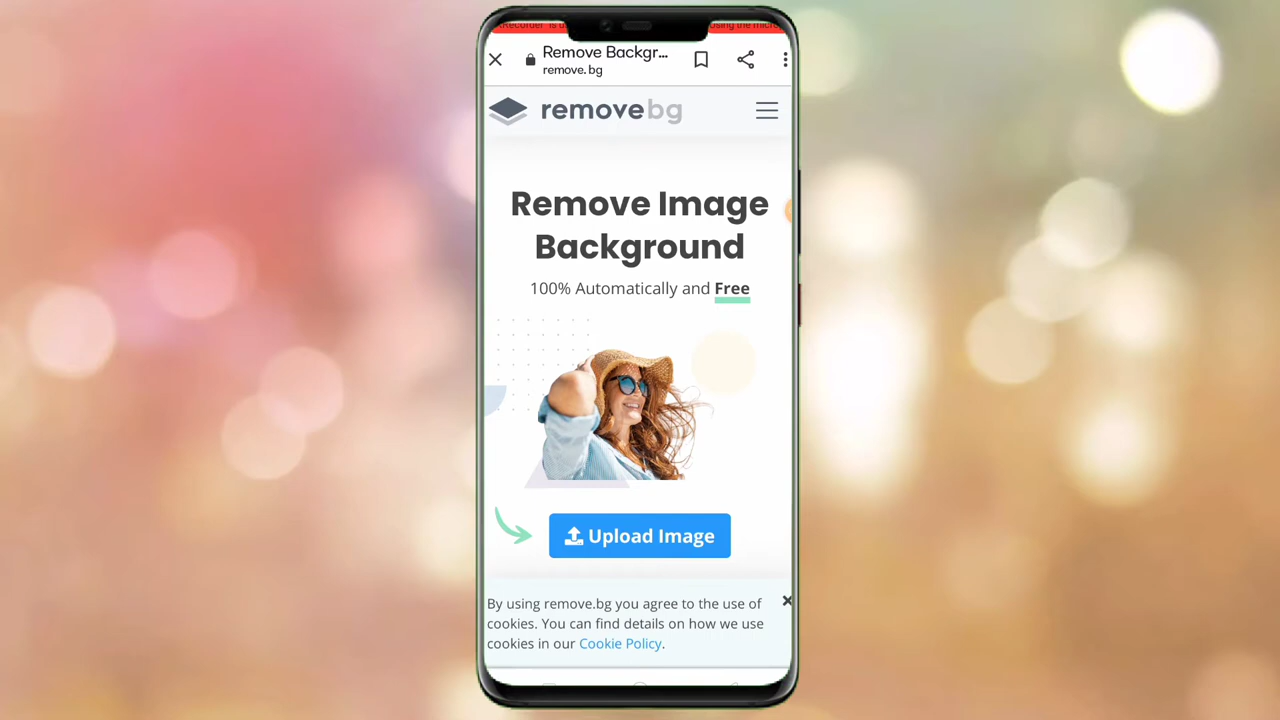 Remove Backgr...
remove.bg
removebg
Remove Image
Background
100% Automatically and Free
Upload Image
By using remove.bg you agree to the use of
cookies. You can find details on how we use
cookies in our Cookie Policy.